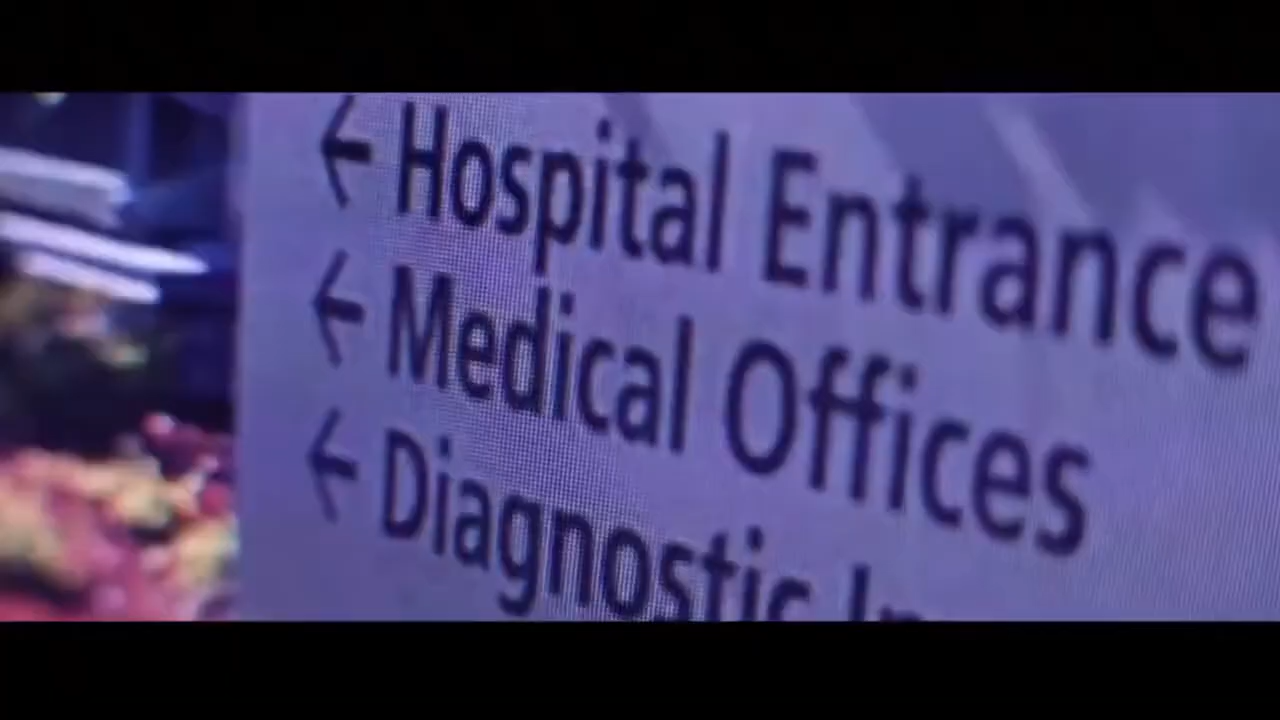 ← Hospital Entrance
← Medical Offices
← Diagnostic